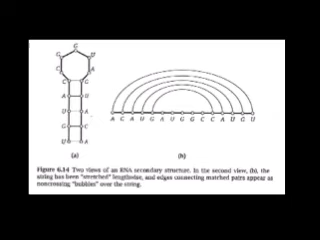 G
G U
C A
C G
A U
U A
G C
U A
A C A U G A U G G C C A U G U
(a) (b)
Figure 6.14 Two views of an RNA secondary structure. In the second view, (b), the
string has been "stretched" lengthwise, and edges connecting matched pairs appear as
noncrossing "bubbles" over the string.